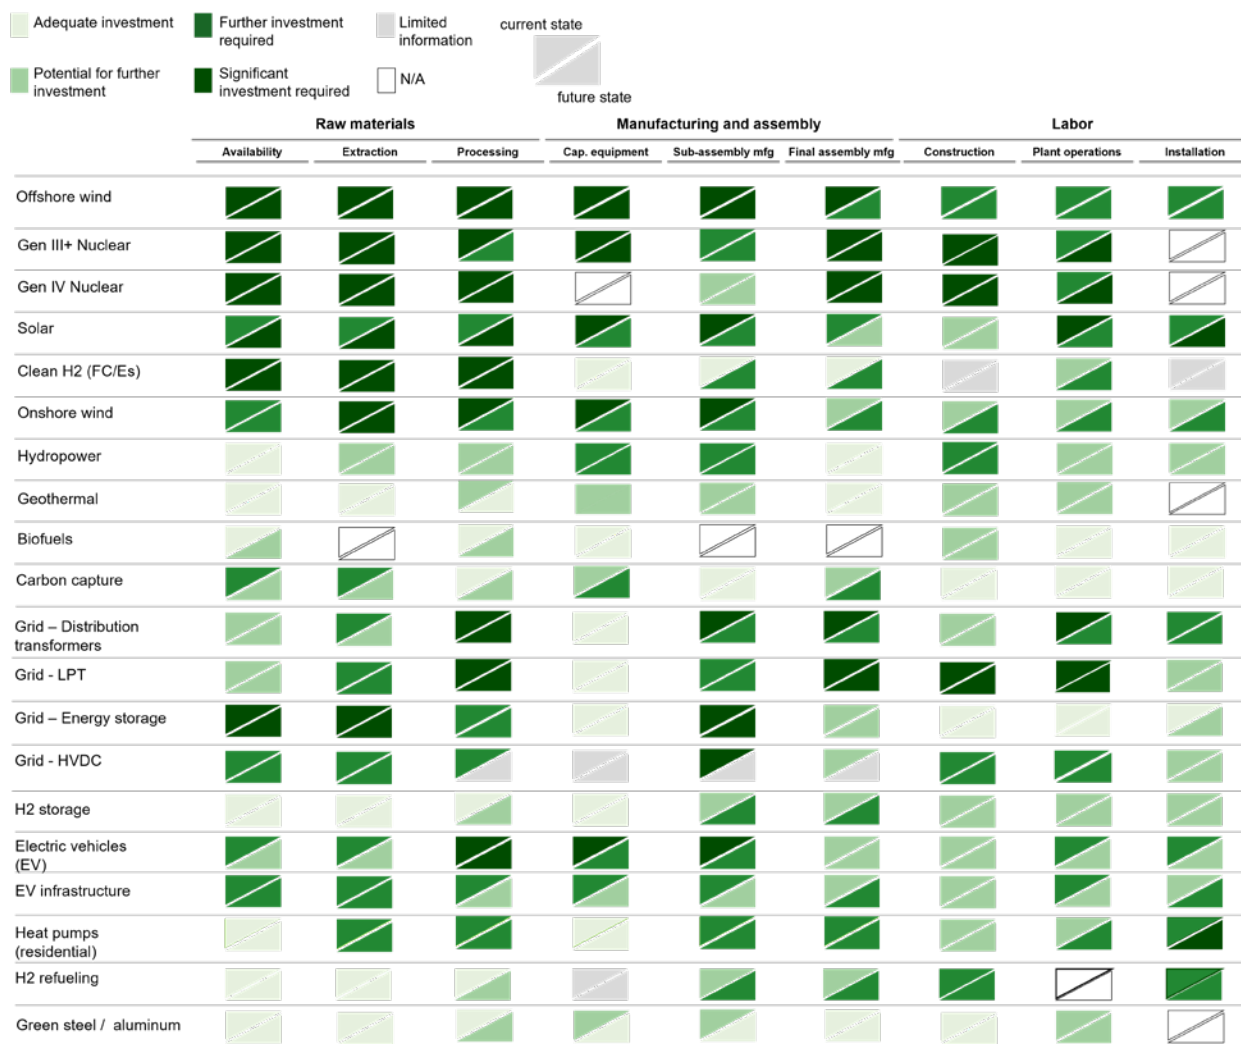 Adequate investment
Further investment
required
Limited
information
current state
Potential for further
investment
Significant
investment required
N/A
future state
Raw materials
Manufacturing and assembly
Labor
Availability
Extraction
Processing
Cap. equipment
Sub-assembly mfg
Final assembly mfg
Construction
Plant operations
Installation
Offshore wind
Gen III+ Nuclear
Gen IV Nuclear
Solar
Clean H2 (FC/Es)
Onshore wind
Hydropower
Geothermal
Biofuels
Carbon capture
Grid – Distribution
transformers
Grid - LPT
Grid – Energy storage
Grid - HVDC
H2 storage
Electric vehicles
(EV)
EV infrastructure
Heat pumps
(residential)
H2 refueling
Green steel / aluminum